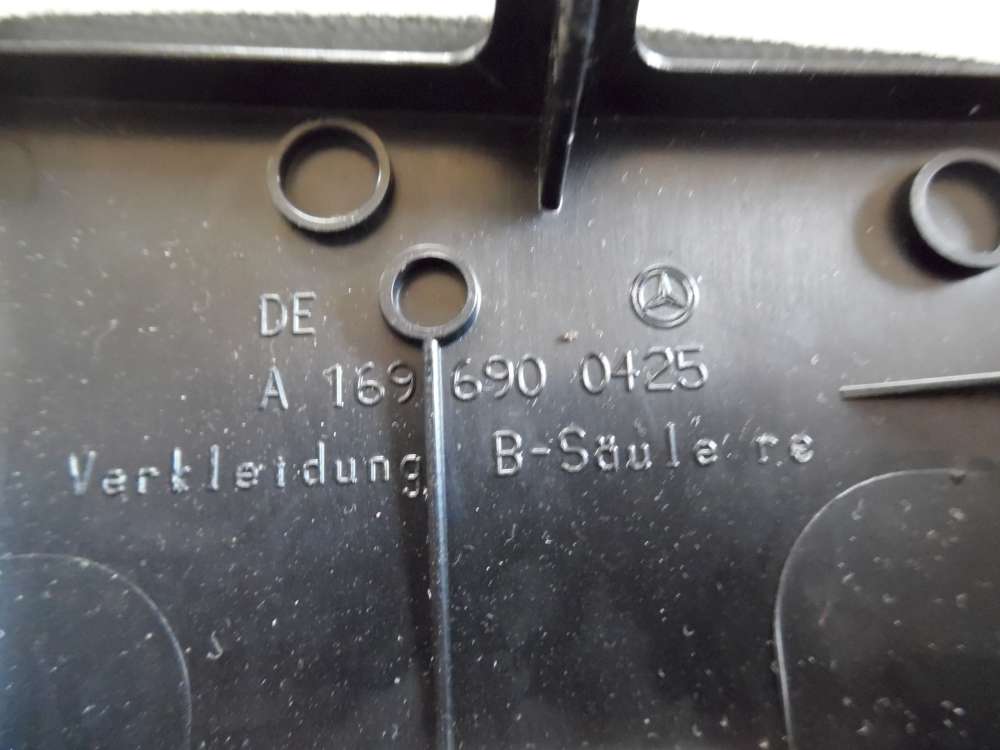 DE
A 169 690 0425
Verkleidung B-Säule re